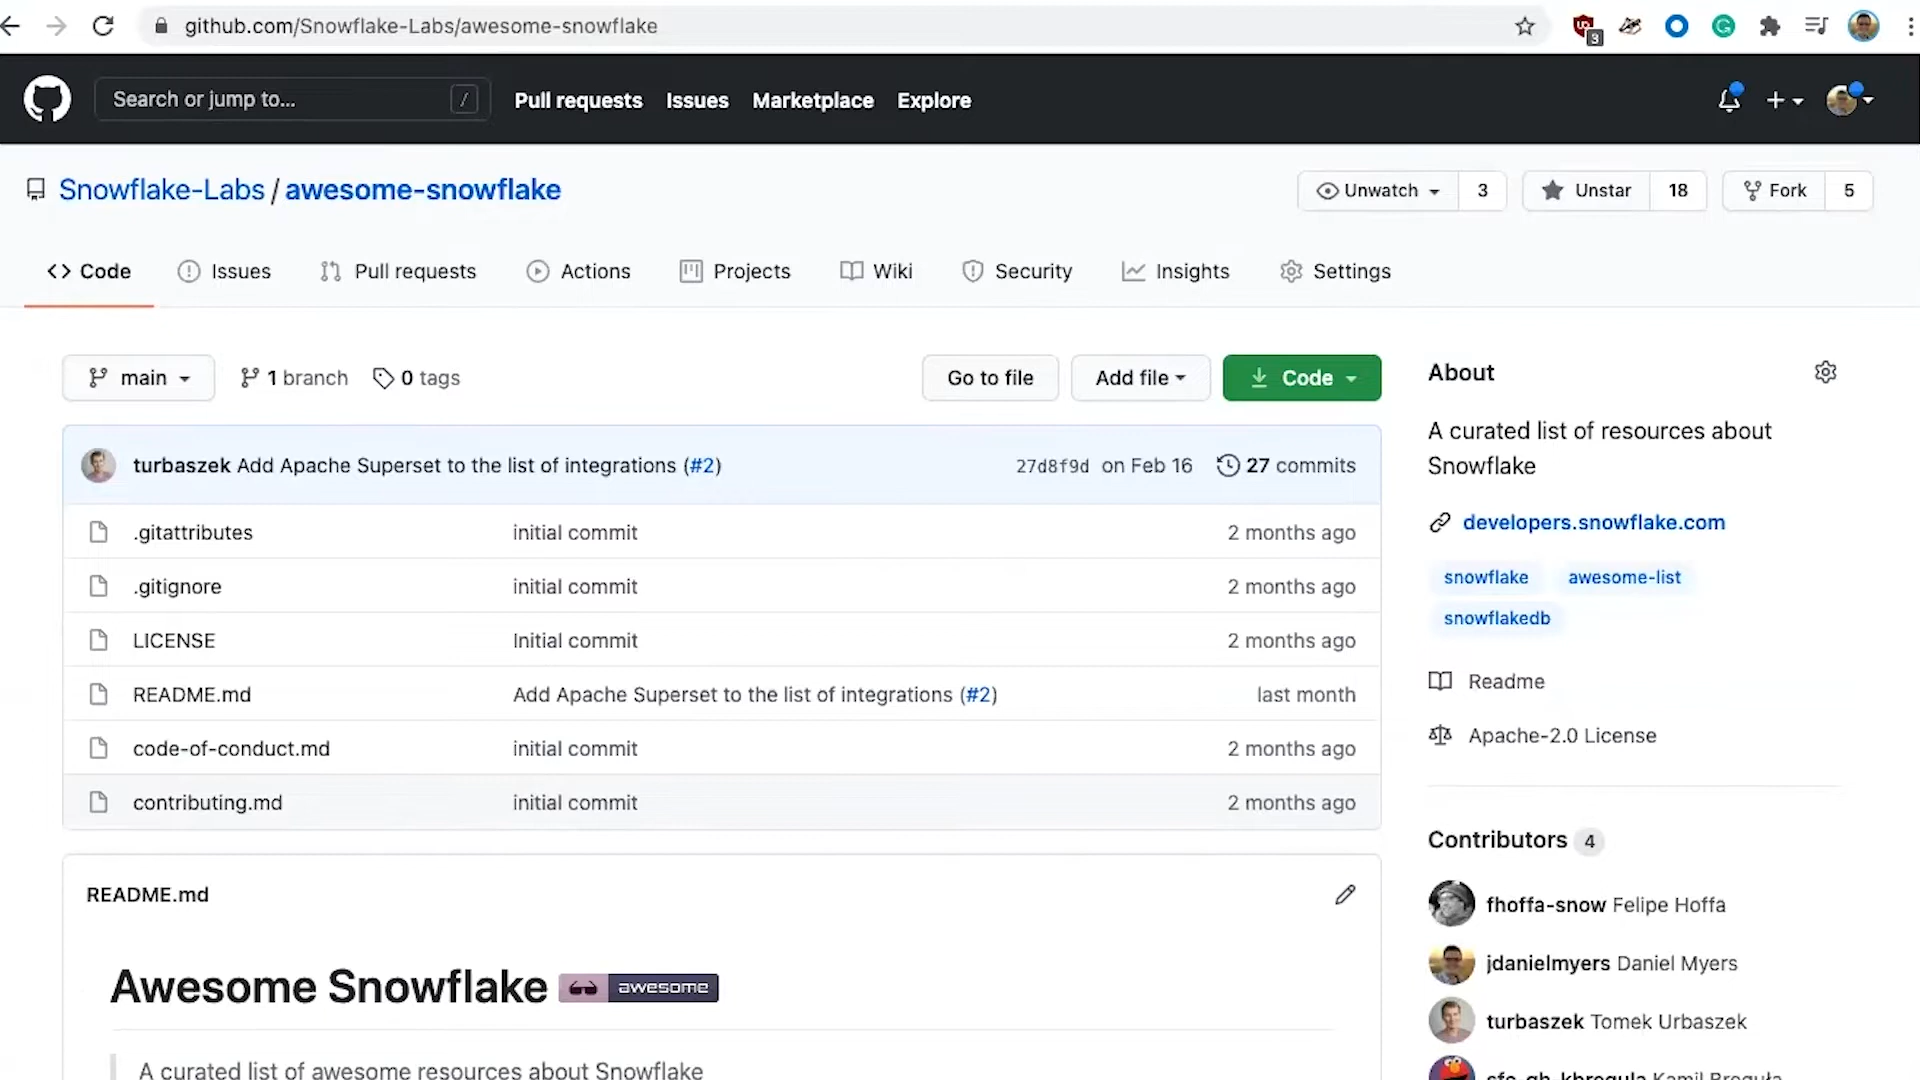 github.com/Snowflake-Labs/awesome-snowflake
3
Search or jump to... /
Pull requests Issues Marketplace Explore
Snowflake-Labs / awesome-snowflake
Unwatch 3 Unstar 18 Fork 5
Code Issues Pull requests Actions Projects Wiki Security Insights Settings
main 1 branch 0 tags Go to file Add file Code
turbaszek Add Apache Superset to the list of integrations (#2) 27d8f9d on Feb 16 27 commits
.gitattributes initial commit 2 months ago
.gitignore initial commit 2 months ago
LICENSE Initial commit 2 months ago
README.md Add Apache Superset to the list of integrations (#2) last month
code-of-conduct.md initial commit 2 months ago
contributing.md initial commit 2 months ago
README.md
Awesome Snowflake awesome
A curated list of awesome resources about Snowflake
About
A curated list of resources about
Snowflake
developers.snowflake.com
snowflake awesome-list
snowflakedb
Readme
Apache-2.0 License
Contributors 4
fhoffa-snow Felipe Hoffa
jdanielmyers Daniel Myers
turbaszek Tomek Urbaszek
sfc-gh-kbregula Kamil Breguła